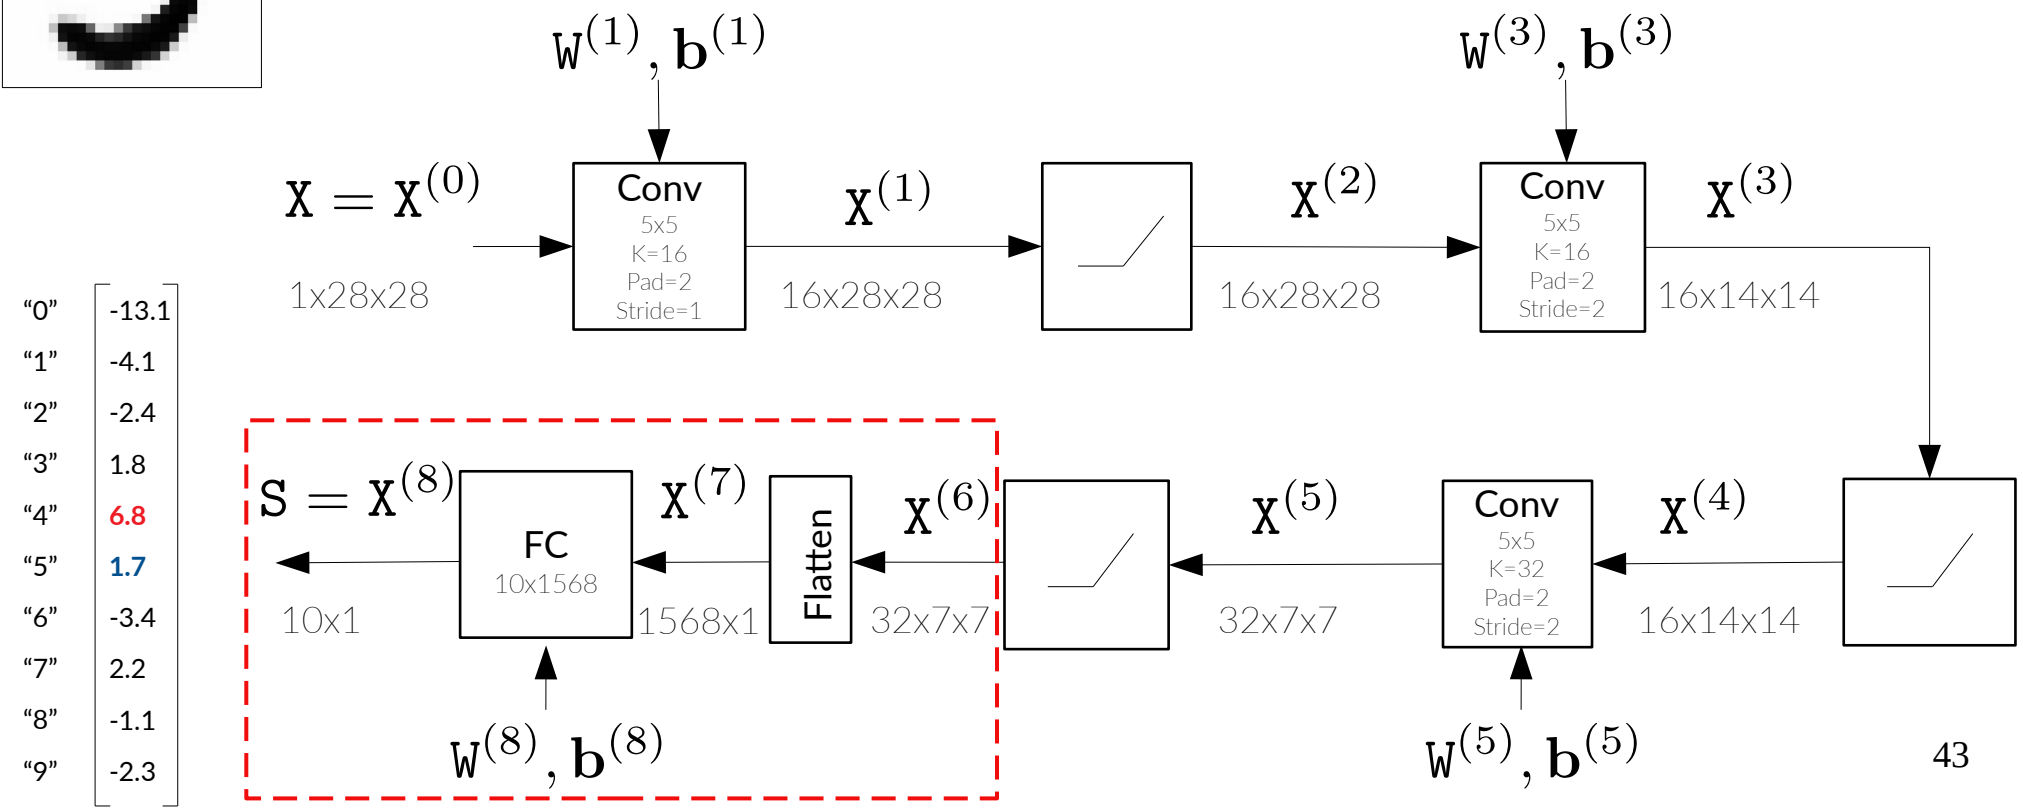 W^(1), b^(1)
W^(3), b^(3)
X = X^(0)
1x28x28
Conv
5x5
K=16
Pad=2
Stride=1
X^(1)
16x28x28
X^(2)
16x28x28
Conv
5x5
K=16
Pad=2
Stride=2
X^(3)
16x14x14
“0” -13.1
“1” -4.1
“2” -2.4
“3” 1.8
“4” 6.8
“5” 1.7
“6” -3.4
“7” 2.2
“8” -1.1
“9” -2.3
S = X^(8)
10x1
FC
10x1568
W^(8), b^(8)
X^(7)
1568x1
Flatten
X^(6)
32x7x7
X^(5)
32x7x7
Conv
5x5
K=32
Pad=2
Stride=2
W^(5), b^(5)
X^(4)
16x14x14
43